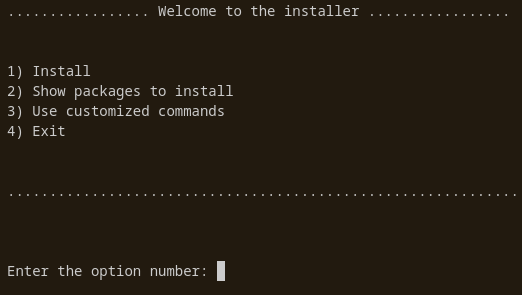 ................. Welcome to the installer .................
1) Install
2) Show packages to install
3) Use customized commands
4) Exit
.............................................................
Enter the option number: